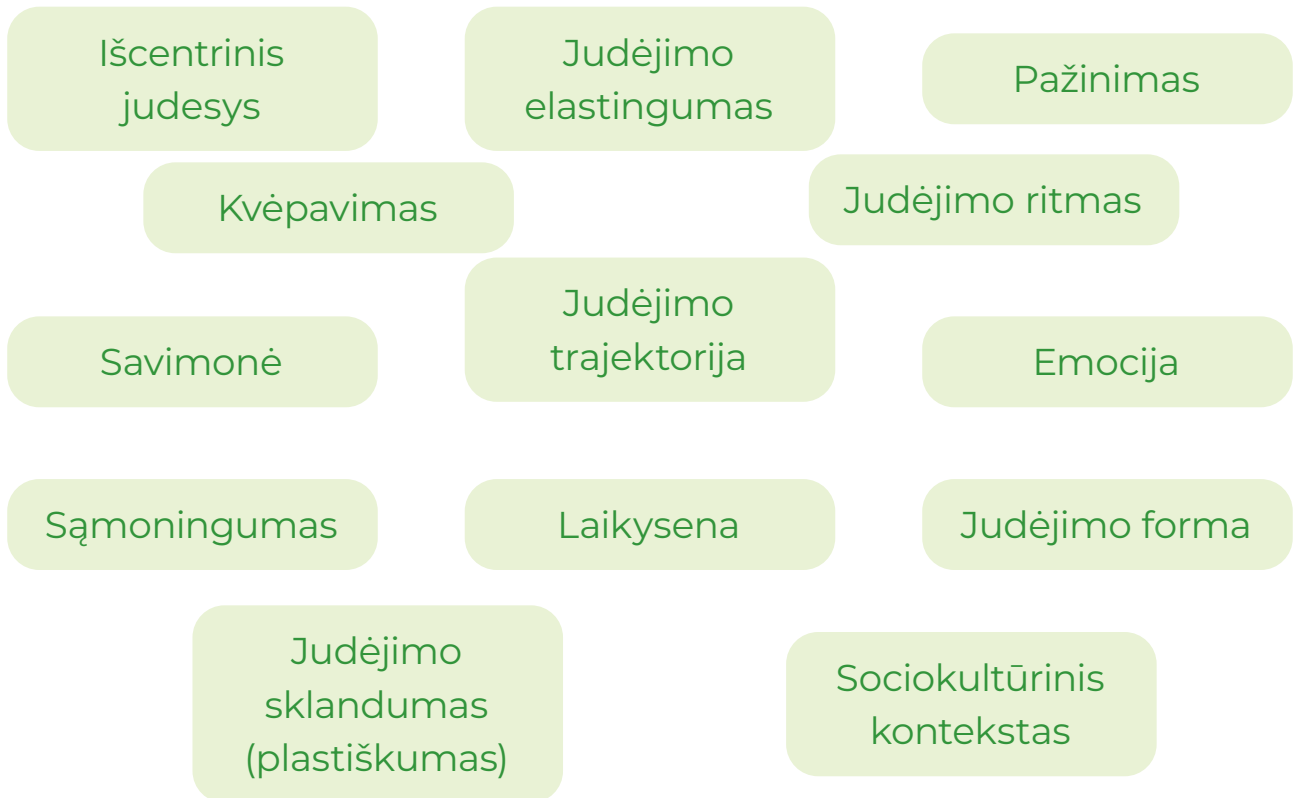 Išcentrinis
judesys
Judėjimo
elastingumas
Pažinimas
Kvėpavimas
Judėjimo ritmas
Judėjimo
trajektorija
Savimonė
Emocija
Sąmoningumas
Laikysena
Judėjimo forma
Judėjimo
sklandumas
(plastiškumas)
Sociokultūrinis
kontekstas